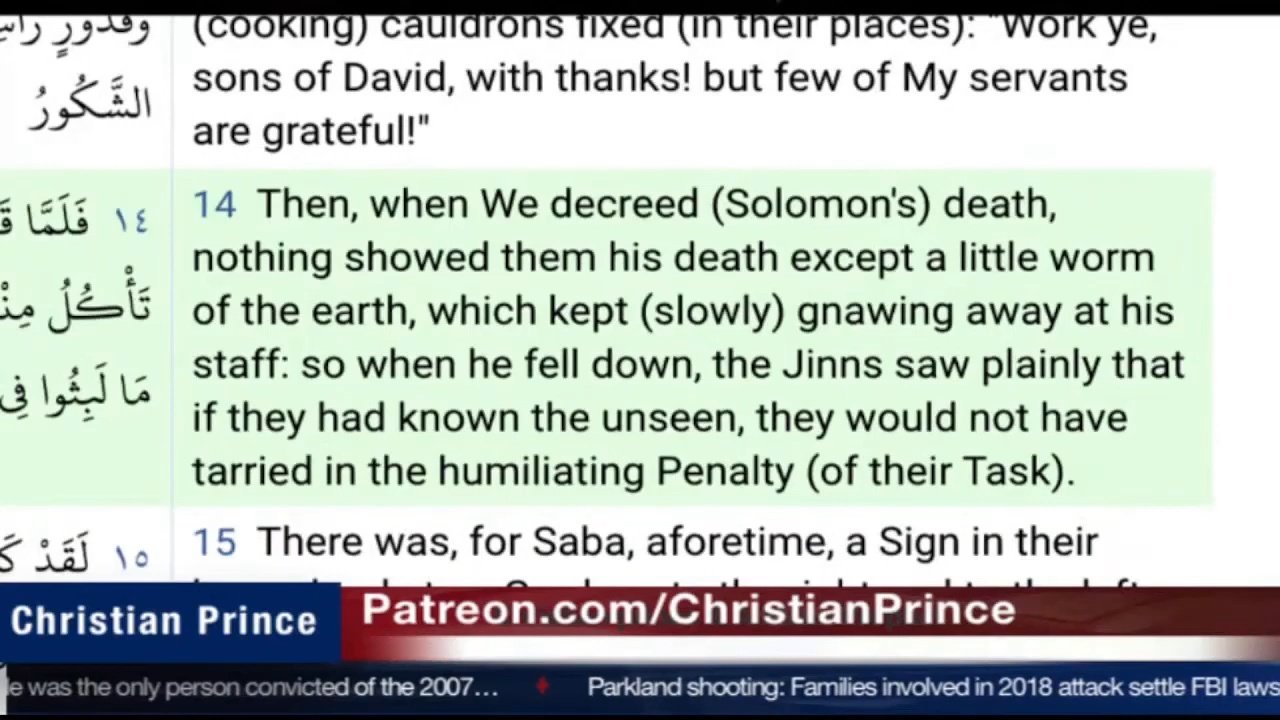 وَقُدُورٍ
(cooking) cauldrons fixed (in their places): "Work ye,
sons of David, with thanks! but few of My servants
الشَّكُورُ
are grateful!"
١٤ فَلَمَّا
14 Then, when We decreed (Solomon's) death,
nothing showed them his death except a little worm
تَأْكُلُ
of the earth, which kept (slowly) gnawing away at his
staff: so when he fell down, the Jinns saw plainly that
مَا لَبِثُوا فِي
if they had known the unseen, they would not have
tarried in the humiliating Penalty (of their Task).
١٥ لَقَدْ
15 There was, for Saba, aforetime, a Sign in their
Christian Prince
Patreon.com/ChristianPrince
was the only person convicted of the 2007...
Parkland shooting: Families involved in 2018 attack settle FBI laws